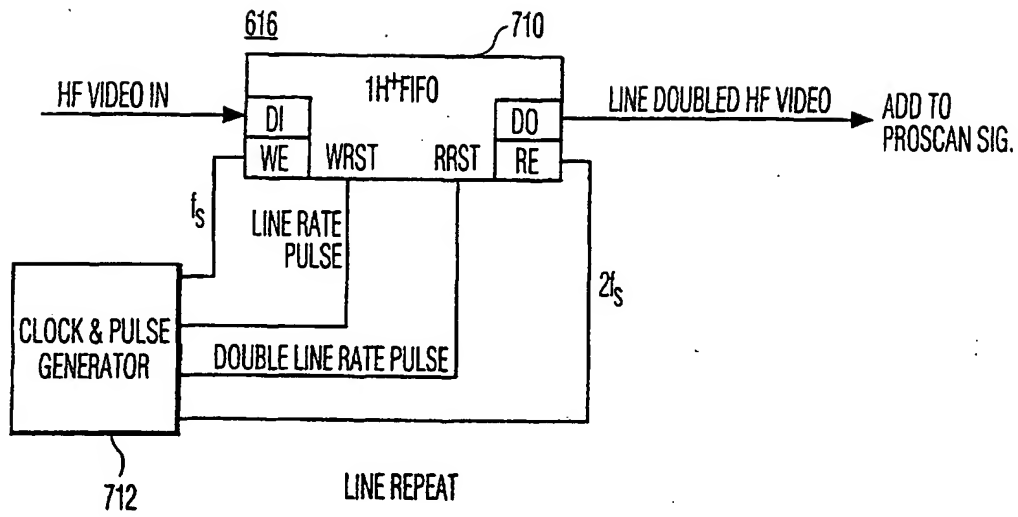 616
710
1H+FIFO
HF VIDEO IN
DI
DO
LINE DOUBLED HF VIDEO
ADD TO
PROSCAN SIG.
WE
WRST
RRST
RE
fs
LINE RATE
PULSE
2fs
CLOCK & PULSE
GENERATOR
DOUBLE LINE RATE PULSE
712
LINE REPEAT